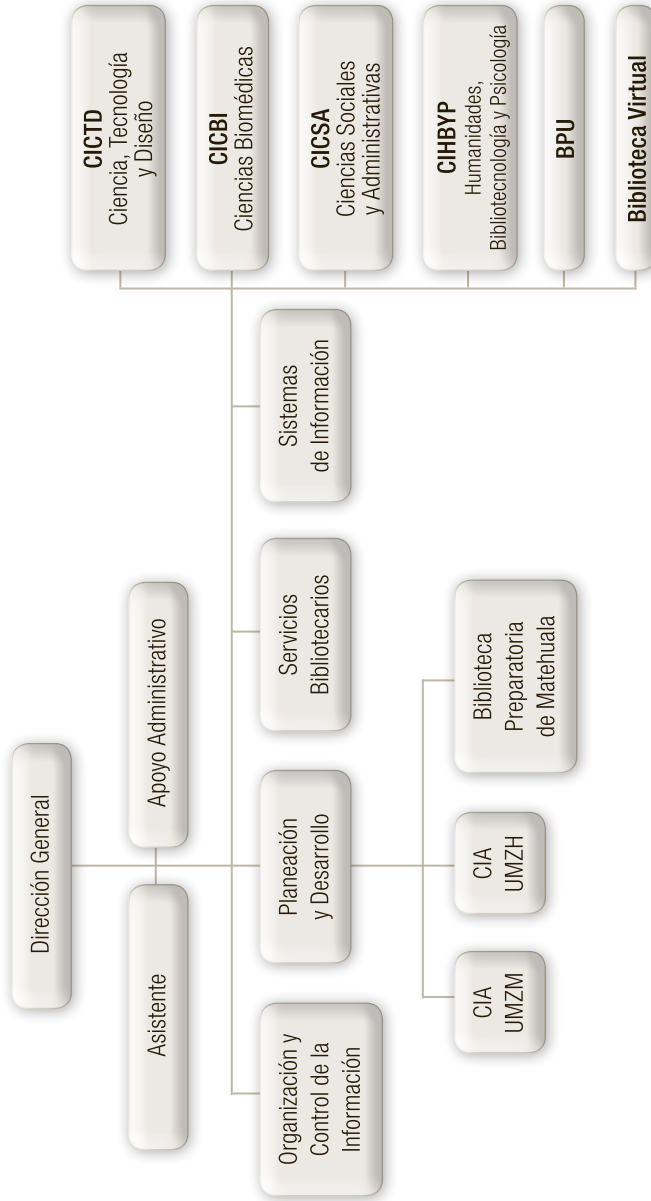 Dirección General
Asistente
Apoyo Administrativo
Organización y
Control de la
Información
Planeación
y Desarrollo
Servicios
Bibliotecarios
Sistemas
de Información
CICTD
Ciencia, Tecnología
y Diseño
CICBI
Ciencias Biomédicas
CICSA
Ciencias Sociales
y Administrativas
CIHBYP
Humanidades,
Bibliotecnología y Psicología
BPU
Biblioteca Virtual
CIA
UMZM
CIA
UMZH
Biblioteca
Preparatoria
de Matehuala